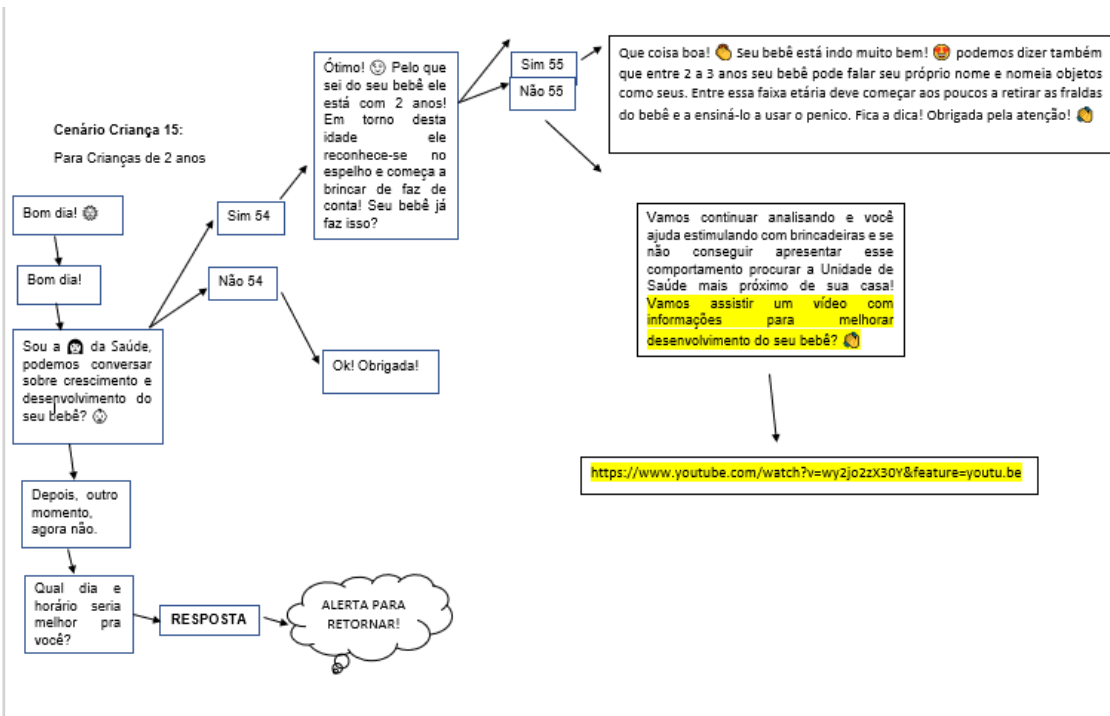 Cenário Criança 15:
Para Crianças de 2 anos
Bom dia! 🌞
Bom dia!
Sou a 👩 da Saúde,
podemos conversar
sobre crescimento e
desenvolvimento do
seu bebê? 👶
Depois, outro
momento,
agora não.
Qual dia e
horário seria
melhor pra
você?
RESPOSTA
ALERTA PARA
RETORNAR!
Sim 54
Não 54
Ok! Obrigada!
Ótimo! 😉 Pelo que
sei do seu bebê ele
está com 2 anos!
Em torno desta
idade ele
reconhece-se no
espelho e começa a
brincar de faz de
conta! Seu bebê já
faz isso?
Sim 55
Não 55
Que coisa boa! 👏 Seu bebê está indo muito bem! 🤩 podemos dizer também
que entre 2 a 3 anos seu bebê pode falar seu próprio nome e nomeia objetos
como seus. Entre essa faixa etária deve começar aos poucos a retirar as fraldas
do bebê e a ensiná-lo a usar o penico. Fica a dica! Obrigada pela atenção! 👏
Vamos continuar analisando e você
ajuda estimulando com brincadeiras e se
não conseguir apresentar esse
comportamento procurar a Unidade de
Saúde mais próximo de sua casa!
Vamos assistir um vídeo com
informações para melhorar
desenvolvimento do seu bebê? 👏
https://www.youtube.com/watch?v=wy2jo2zX30Y&feature=youtu.be